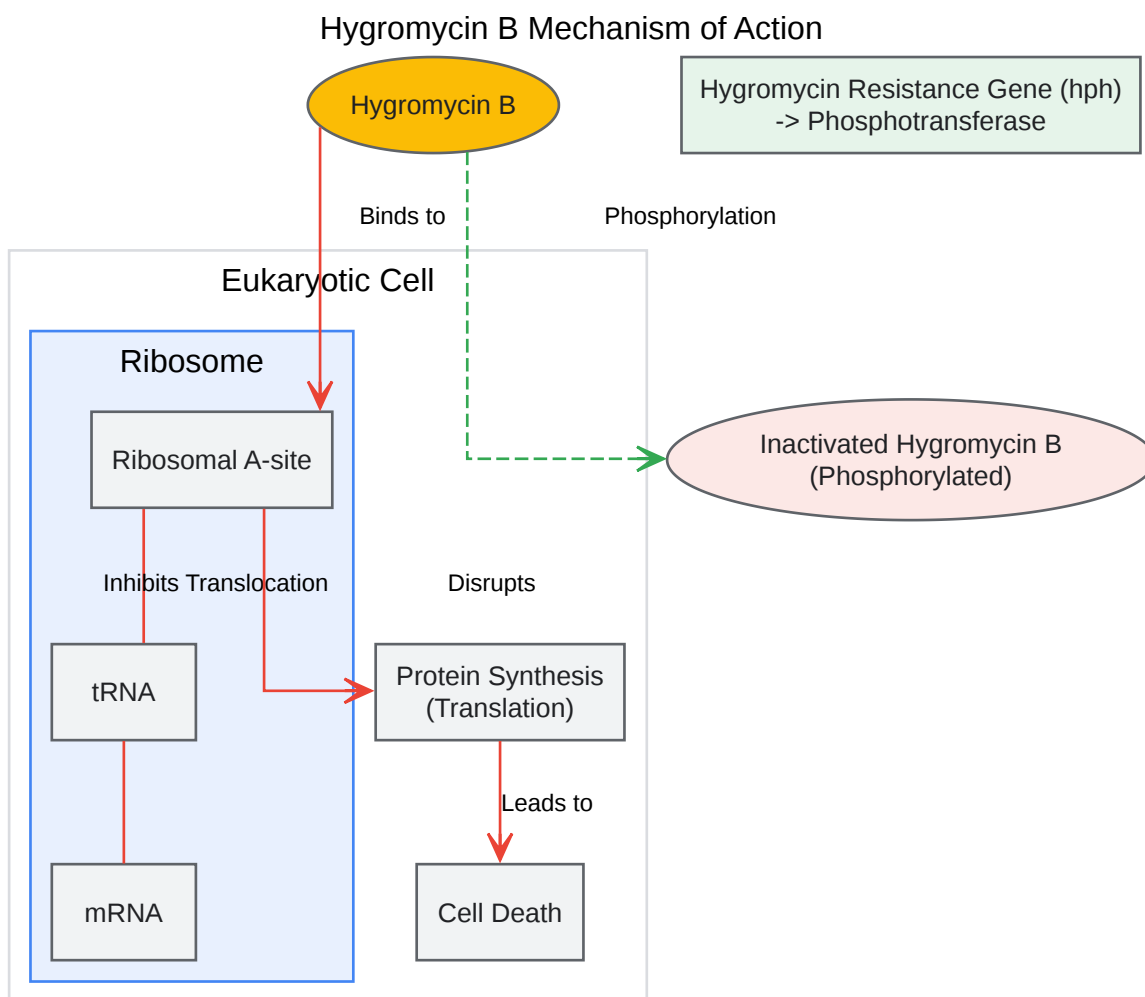 Hygromycin B Mechanism of Action
Hygromycin B
Hygromycin Resistance Gene (hph)
-> Phosphotransferase
Binds to
Phosphorylation
Eukaryotic Cell
Ribosome
Ribosomal A-site
Inactivated Hygromycin B
(Phosphorylated)
Inhibits Translocation
Disrupts
tRNA
Protein Synthesis
(Translation)
Leads to
mRNA
Cell Death